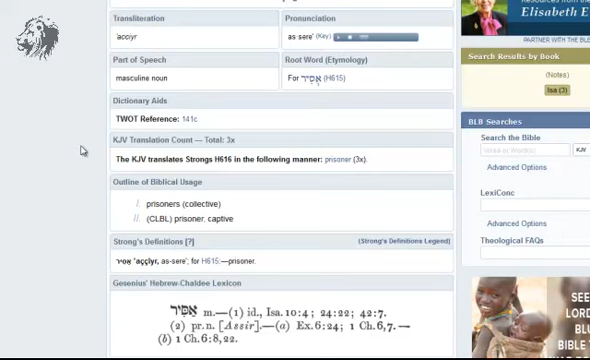 Transliteration
'acciyr
Pronunciation
as·sere' (Key)
Part of Speech
masculine noun
Root Word (Etymology)
For אַסִּיר (H615)
Dictionary Aids
TWOT Reference: 141c
KJV Translation Count — Total: 3x
The KJV translates Strongs H616 in the following manner: prisoner (3x).
Outline of Biblical Usage
I. prisoners (collective)
II. (CLBL) prisoner, captive
Strong's Definitions [?]
(Strong's Definitions Legend)
אַסִּיר 'aççîyr, as-sere'; for H615:—prisoner.
Gesenius' Hebrew-Chaldee Lexicon
אַסִּיר m.—(1) id., Isa. 10:4; 24:22; 42:7.
(2) pr. n. [Assir].—(a) Ex. 6:24; 1 Ch. 6,7.—
(b) 1 Ch. 6:8, 22.
Elisabeth E
PARTNER WITH THE BLB
Search Results by Book
(Notes)
Isa (3)
BLB Searches
Search the Bible
Verse or Word(s)
KJV
Advanced Options
LexiConc
Advanced Options
Theological FAQs
SEE
LORD
BLU
BIBLE T